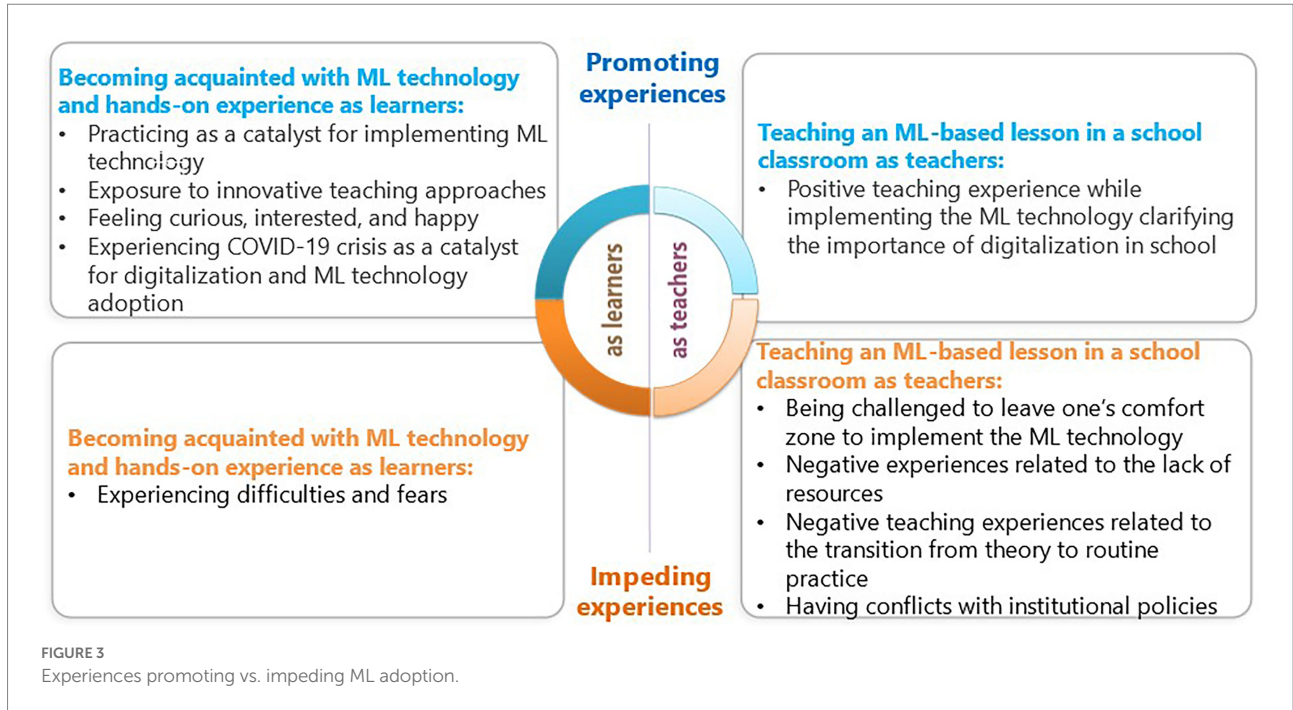 Becoming acquainted with ML technology
and hands-on experience as learners:
• Practicing as a catalyst for implementing ML
technology
• Exposure to innovative teaching approaches
• Feeling curious, interested, and happy
• Experiencing COVID-19 crisis as a catalyst
for digitalization and ML technology
adoption
Promoting
experiences
Teaching an ML-based lesson in a school
classroom as teachers:
• Positive teaching experience while
implementing the ML technology clarifying
the importance of digitalization in school
as learners
as teachers
Becoming acquainted with ML technology
and hands-on experience as learners:
• Experiencing difficulties and fears
Impeding
experiences
Teaching an ML-based lesson in a school
classroom as teachers:
• Being challenged to leave one's comfort
zone to implement the ML technology
• Negative experiences related to the lack of
resources
• Negative teaching experiences related to
the transition from theory to routine
practice
• Having conflicts with institutional policies
FIGURE 3
Experiences promoting vs. impeding ML adoption.